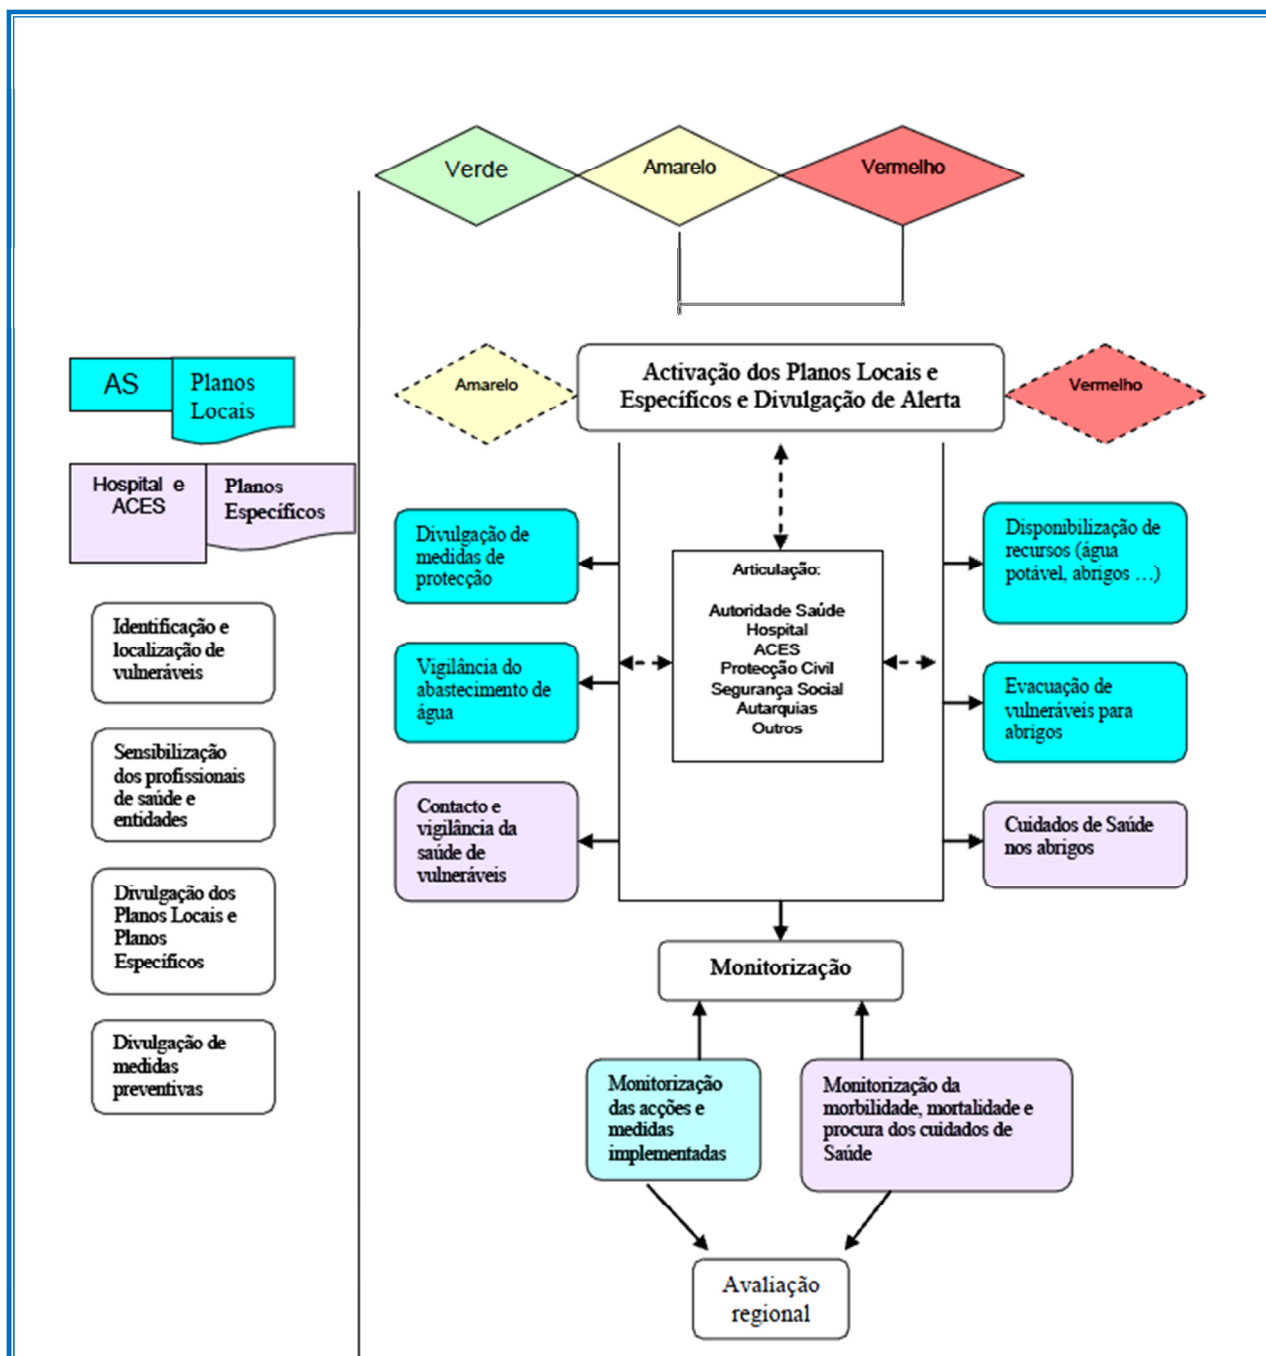 Verde
Amarelo
Vermelho
AS
Planos
Locais
Hospital e
ACES
Planos
Específicos
Identificação e
localização de
vulneráveis
Sensibilização
dos profissionais
de saúde e
entidades
Divulgação dos
Planos Locais e
Planos
Específicos
Divulgação de
medidas
preventivas
Amarelo
Activação dos Planos Locais e
Específicos e Divulgação de Alerta
Vermelho
Divulgação de
medidas de
protecção
Vigilância do
abastecimento de
água
Contacto e
vigilância da
saúde de
vulneráveis
Articulação:
Autoridade Saúde
Hospital
ACES
Protecção Civil
Segurança Social
Autarquias
Outros
Disponibilização de
recursos (água
potável, abrigos …)
Evacuação de
vulneráveis para
abrigos
Cuidados de Saúde
nos abrigos
Monitorização
Monitorização
das acções e
medidas
implementadas
Monitorização da
morbilidade, mortalidade e
procura dos cuidados de
Saúde
Avaliação
regional